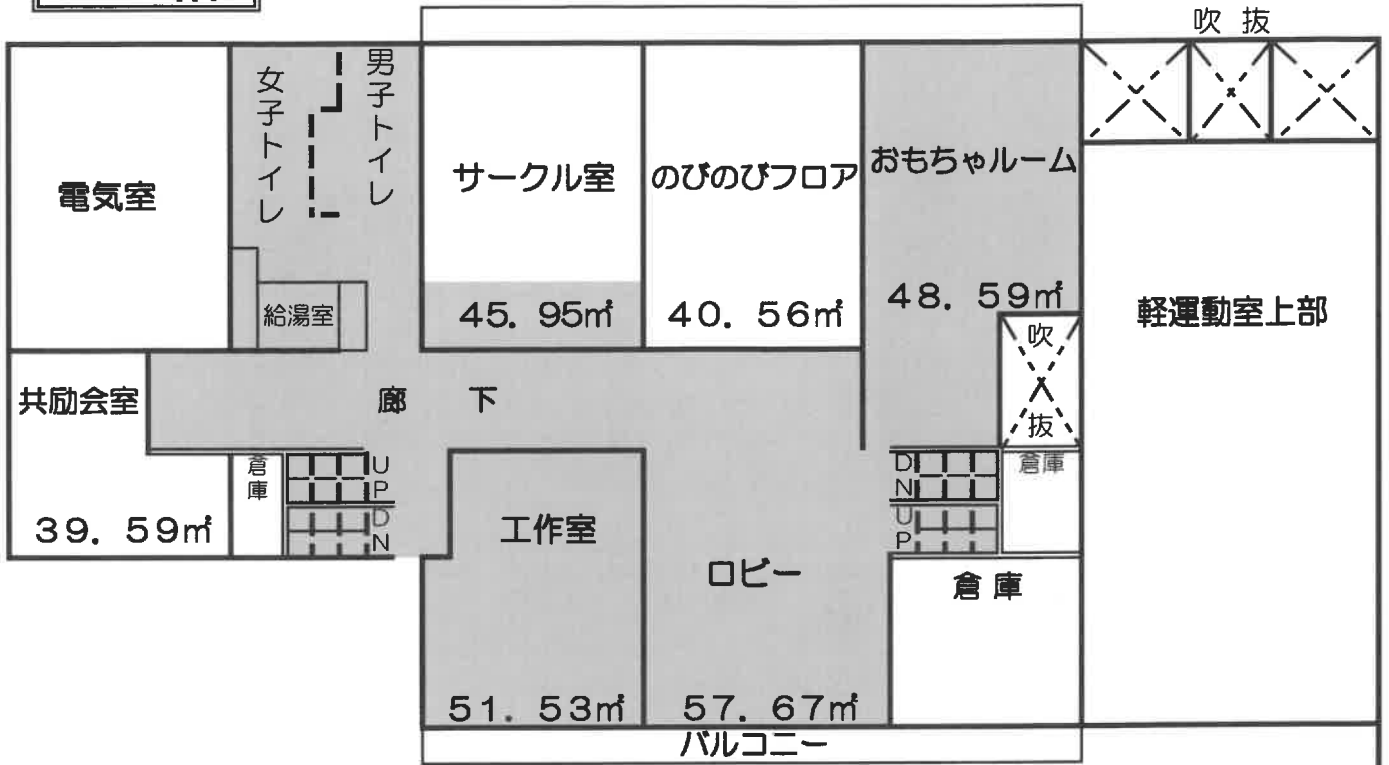 吹抜
女子トイレ
男子トイレ
電気室
サークル室
のびのびフロア
おもちゃルーム
給湯室
45.95㎡
40.56㎡
48.59㎡
軽運動室上部
吹抜
共励会室
廊下
倉庫
UP
DN
39.59㎡
工作室
ロビー
DN
UP
倉庫
倉庫
51.53㎡
57.67㎡
バルコニー